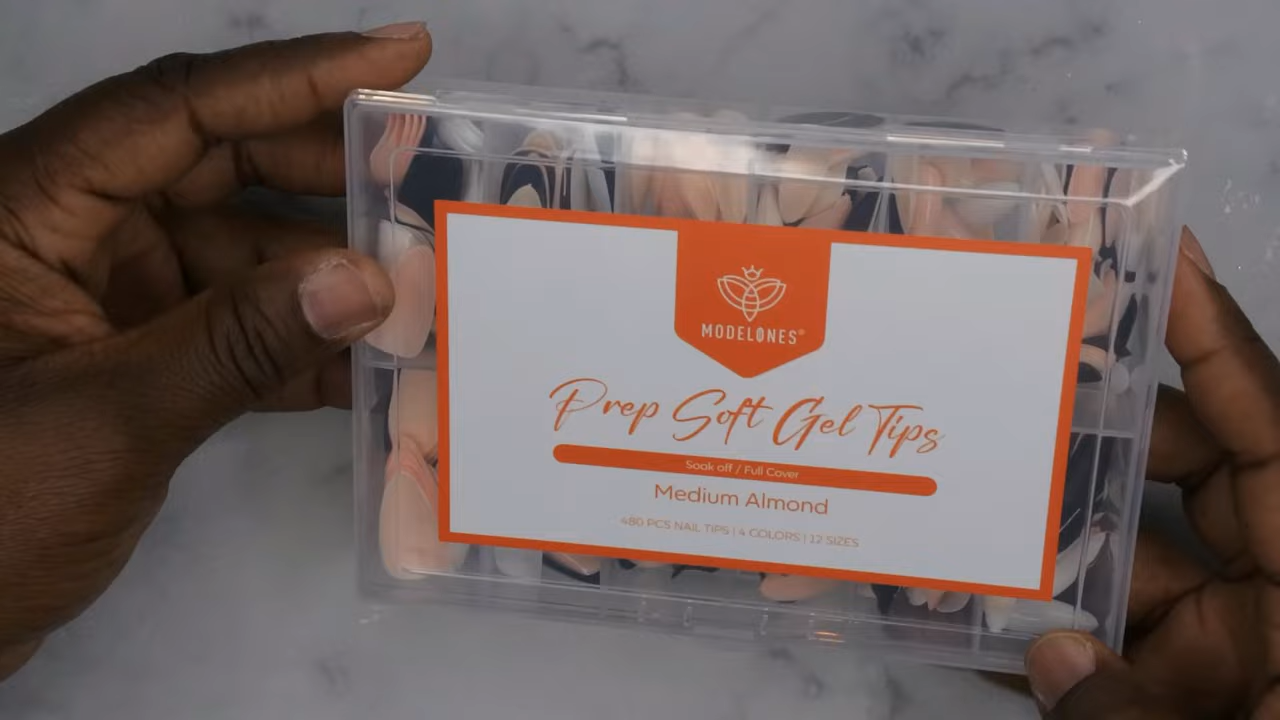 MODELONES®
Prep Soft Gel Tips
Soak off / Full Cover
Medium Almond
480 PCS NAIL TIPS | 4 COLORS | 12 SIZES